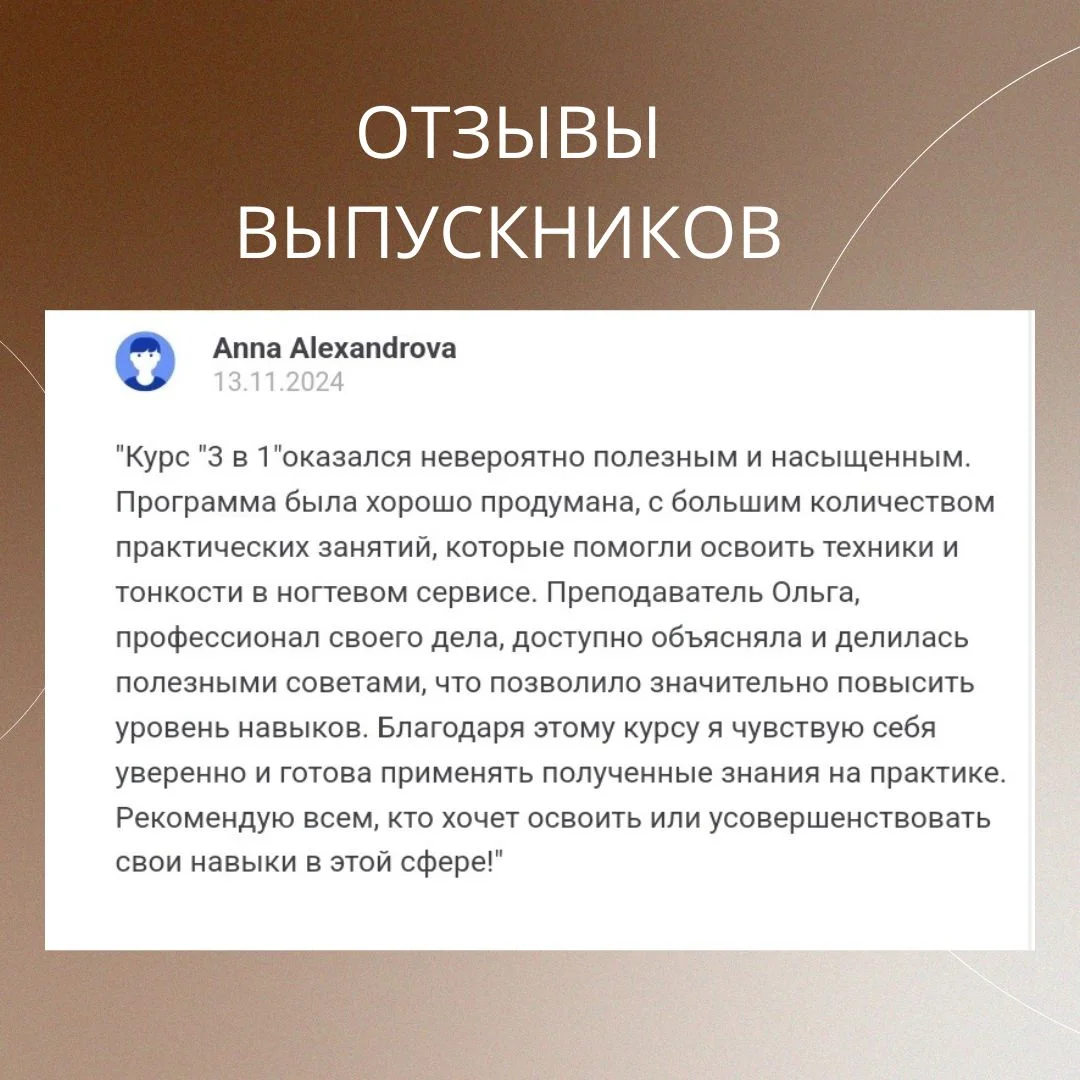 ОТЗЫВЫ
ВЫПУСКНИКОВ
Anna Alexandrova
13.11.2024
"Курс "3 в 1"оказался невероятно полезным и насыщенным.
Программа была хорошо продумана, с большим количеством
практических занятий, которые помогли освоить техники и
тонкости в ногтевом сервисе. Преподаватель Ольга,
профессионал своего дела, доступно объясняла и делилась
полезными советами, что позволило значительно повысить
уровень навыков. Благодаря этому курсу я чувствую себя
уверенно и готова применять полученные знания на практике.
Рекомендую всем, кто хочет освоить или усовершенствовать
свои навыки в этой сфере!"